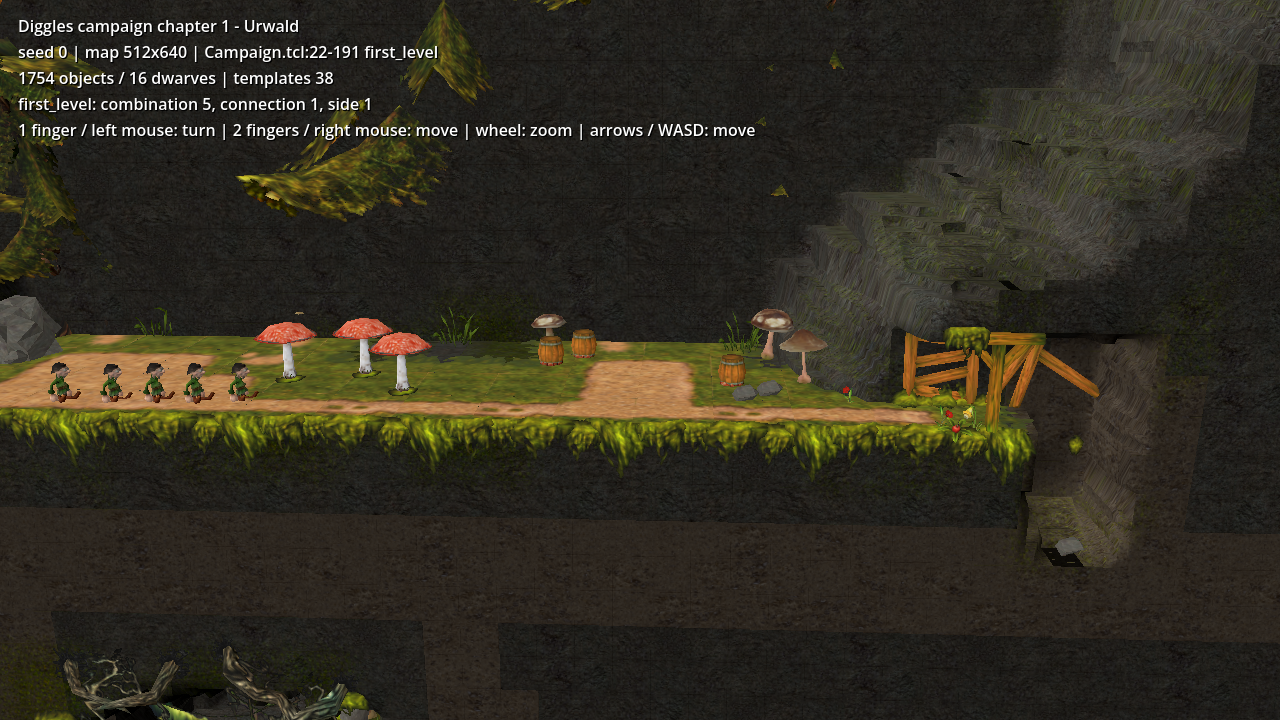 Diggles campaign chapter 1 - Urwald
seed 0 | map 512x640 | Campaign.tcl:22-191 first_level
1754 objects / 16 dwarves | templates 38
first_level: combination 5, connection 1, side 1
1 finger / left mouse: turn | 2 fingers / right mouse: move | wheel: zoom | arrows / WASD: move